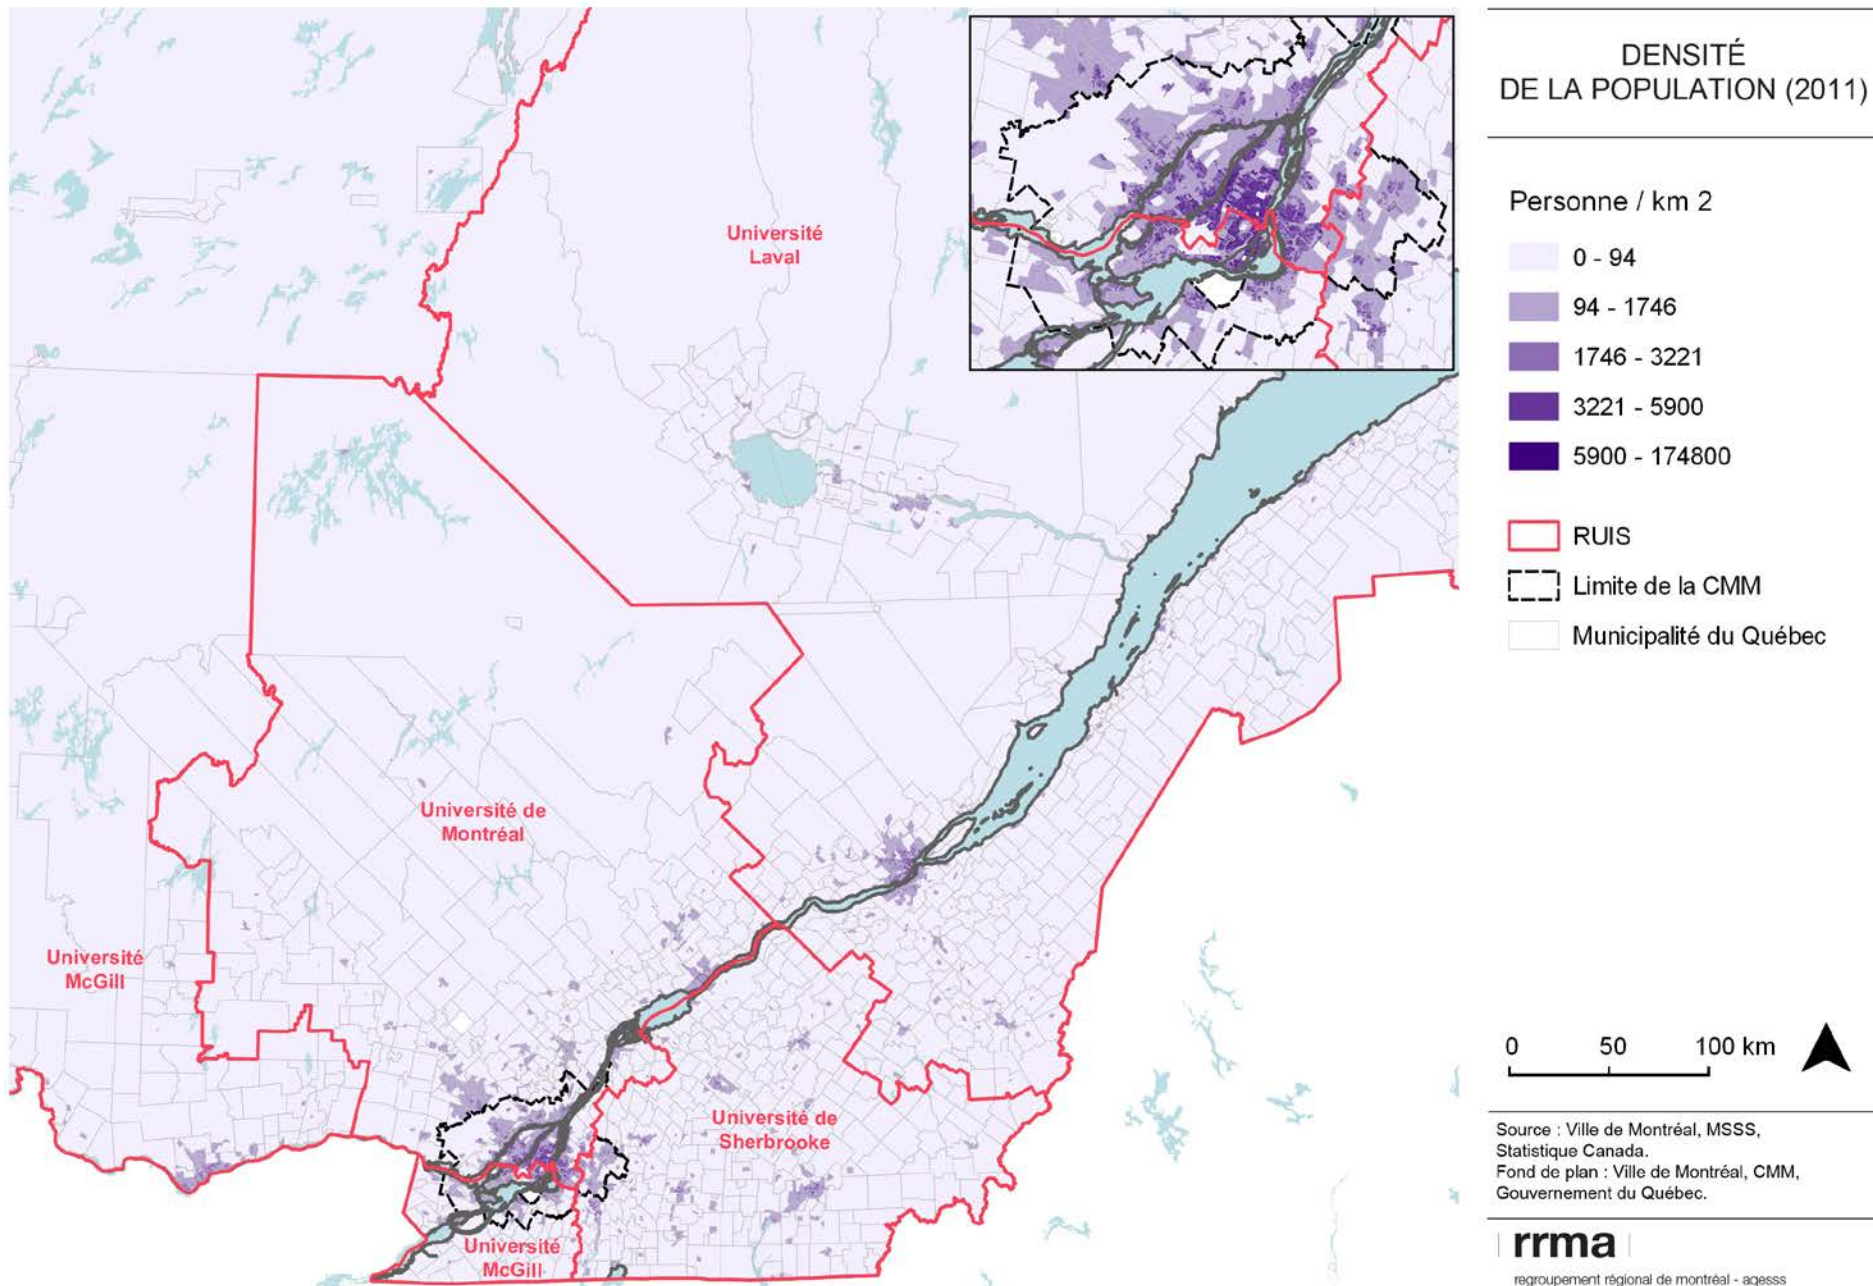 DENSITÉ
DE LA POPULATION (2011)
Personne / km 2
0 - 94
94 - 1746
1746 - 3221
3221 - 5900
5900 - 174800
RUIS
Limite de la CMM
Municipalité du Québec
Université
Laval
Université de
Montréal
Université
McGill
Université de
Sherbrooke
Université
McGill
0 50 100 km
Source : Ville de Montréal, MSSS,
Statistique Canada.
Fond de plan : Ville de Montréal, CMM,
Gouvernement du Québec.
rrma
regroupement régional de montréal - agesss